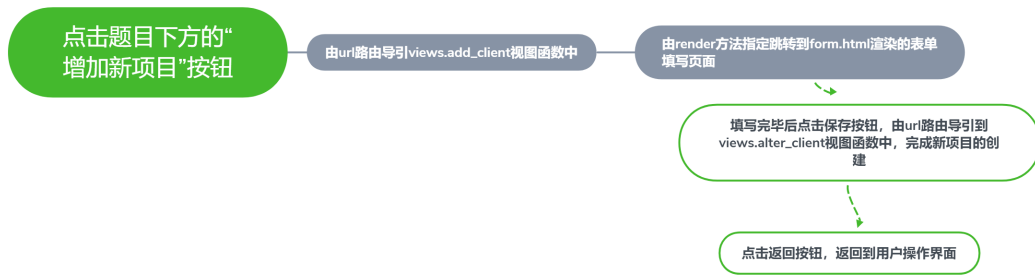 点击题目下方的“
增加新项目”按钮
由url路由导引views.add_client视图函数中
由render方法指定跳转到form.html渲染的表单
填写页面
填写完毕后点击保存按钮，由url路由导引到
views.alter_client视图函数中，完成新项目的创
建
点击返回按钮，返回到用户操作界面